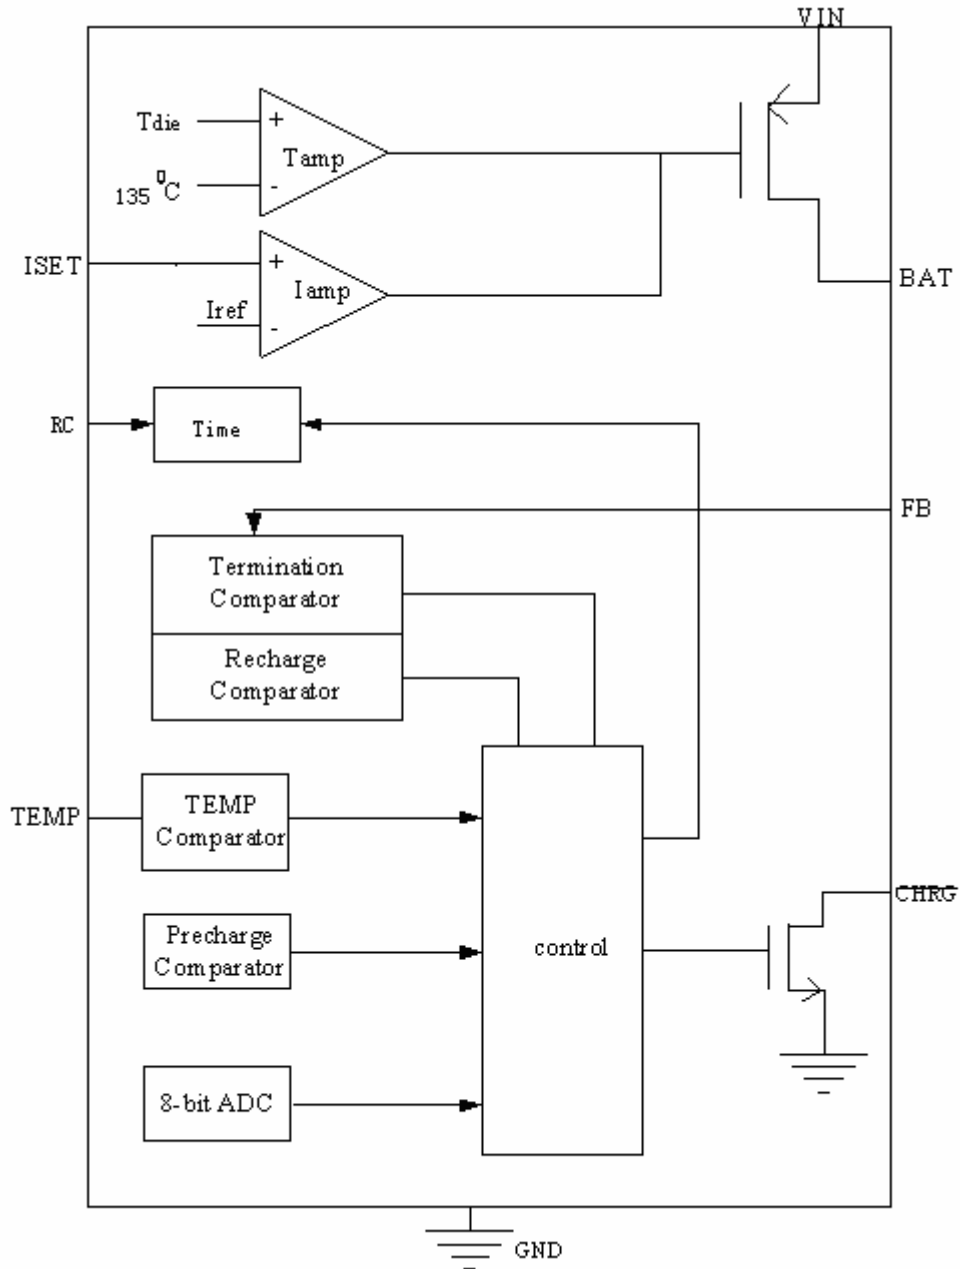 VIN
Tdie
+
Tamp
135 °C
-
ISET
+
Iamp
BAT
Iref
-
RC
Time
FB
Termination
Comparator
Recharge
Comparator
TEMP
TEMP
Comparator
CHRG
Precharge
Comparator
control
8-bit ADC
GND